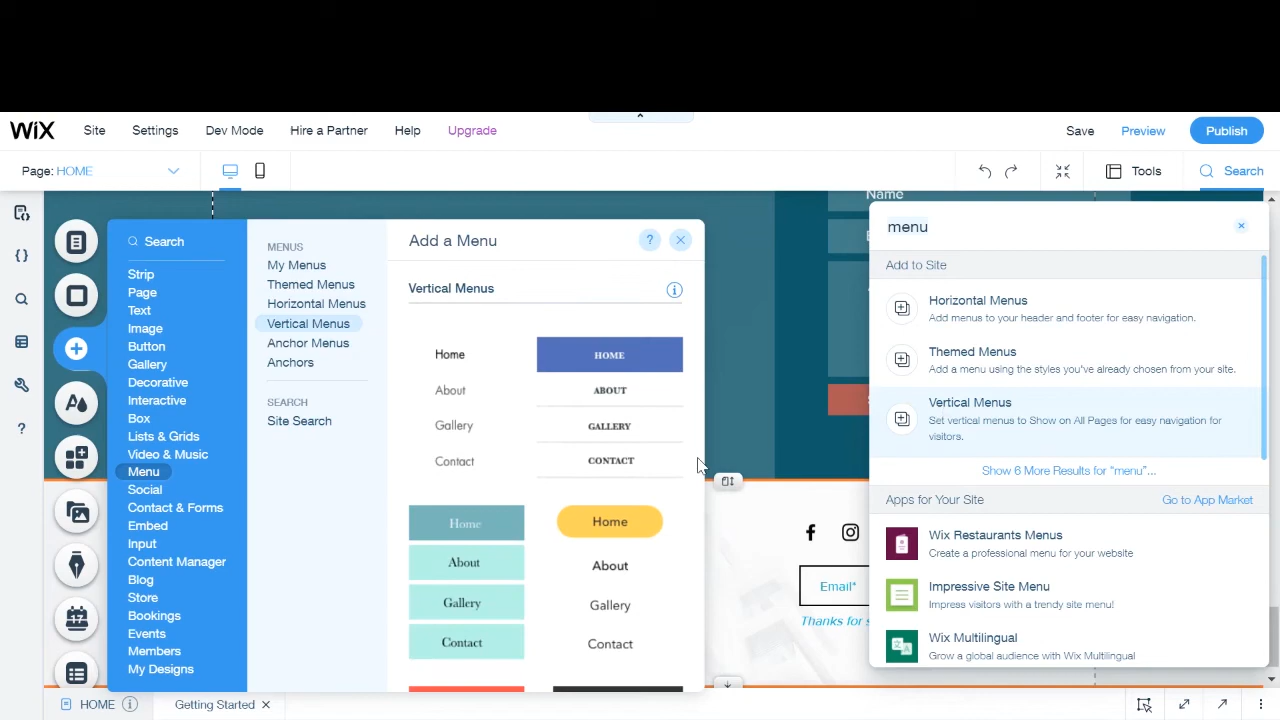 WiX
Site
Settings
Dev Mode
Hire a Partner
Help
Upgrade
Save
Preview
Publish
Page: HOME
Tools
Search
Search
Strip
Page
Text
Image
Button
Gallery
Decorative
Interactive
Box
Lists & Grids
Video & Music
Menu
Social
Contact & Forms
Embed
Input
Content Manager
Blog
Store
Bookings
Events
Members
My Designs
MENUS
My Menus
Themed Menus
Horizontal Menus
Vertical Menus
Anchor Menus
Anchors
SEARCH
Site Search
Add a Menu
?
Vertical Menus
Home
About
Gallery
Contact
HOME
ABOUT
GALLERY
CONTACT
Home
About
Gallery
Contact
Home
About
Gallery
Contact
Name
Email*
Thanks for s
menu
Add to Site
Horizontal Menus
Add menus to your header and footer for easy navigation.
Themed Menus
Add a menu using the styles you've already chosen from your site.
Vertical Menus
Set vertical menus to Show on All Pages for easy navigation for
visitors.
Show 6 More Results for "menu"...
Apps for Your Site
Go to App Market
Wix Restaurants Menus
Create a professional menu for your website
Impressive Site Menu
Impress visitors with a trendy site menu!
Wix Multilingual
Grow a global audience with Wix Multilingual
17
HOME
Getting Started